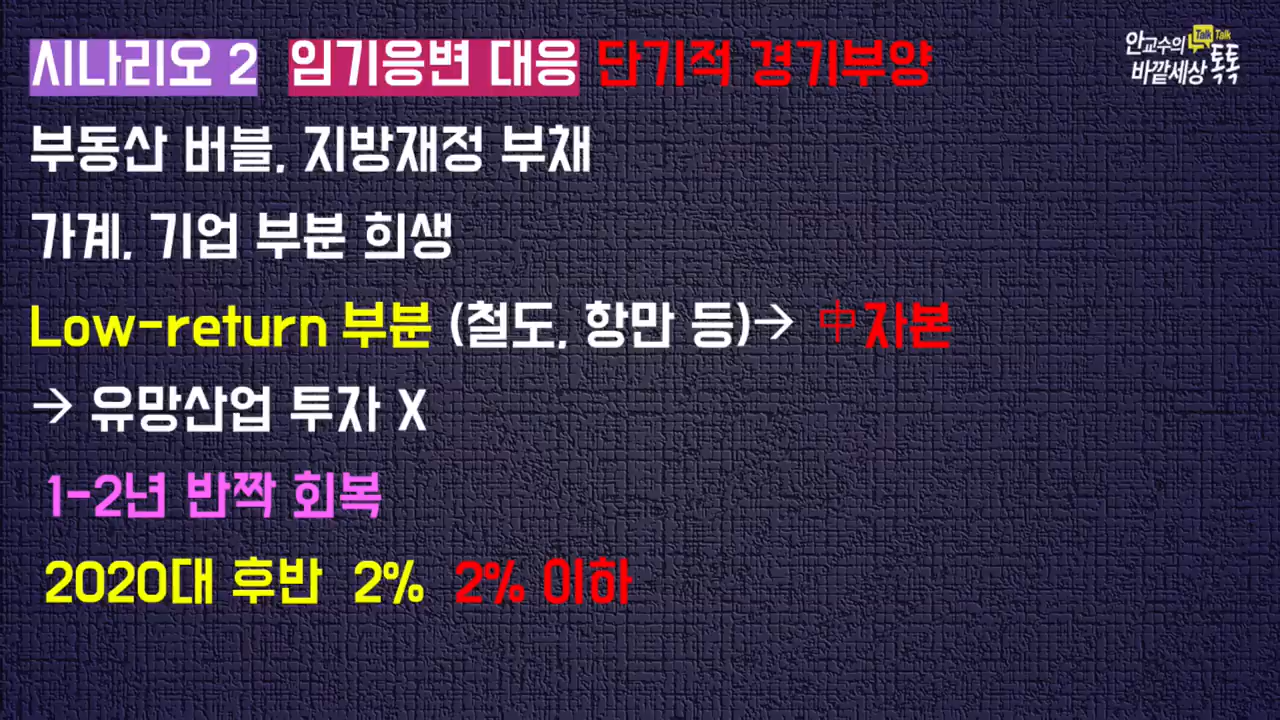 시나리오 2 임기응변 대응 단기적 경기부양
부동산 버블, 지방재정 부채
가계, 기업 부분 희생
Low-return 부분 (철도, 항만 등)→ 中자본
→ 유망산업 투자 X
1-2년 반짝 회복
2020대 후반 2% 2% 이하
안교수의 Talk Talk
바깥세상 톡톡